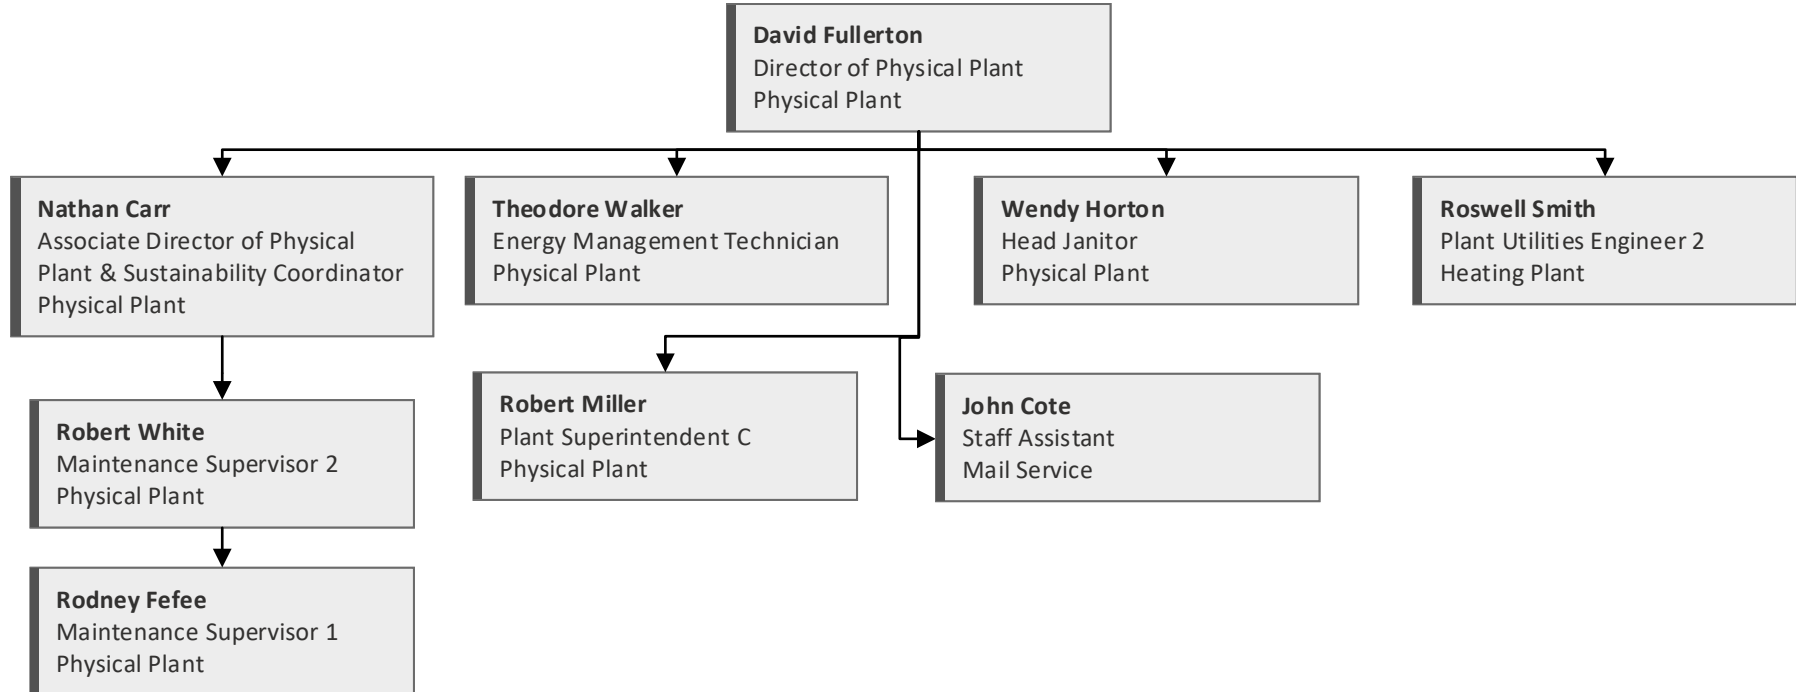 David Fullerton
Director of Physical Plant
Physical Plant
Nathan Carr
Associate Director of Physical
Plant & Sustainability Coordinator
Physical Plant
Theodore Walker
Energy Management Technician
Physical Plant
Wendy Horton
Head Janitor
Physical Plant
Roswell Smith
Plant Utilities Engineer 2
Heating Plant
Robert Miller
Plant Superintendent C
Physical Plant
John Cote
Staff Assistant
Mail Service
Robert White
Maintenance Supervisor 2
Physical Plant
Rodney Fefee
Maintenance Supervisor 1
Physical Plant